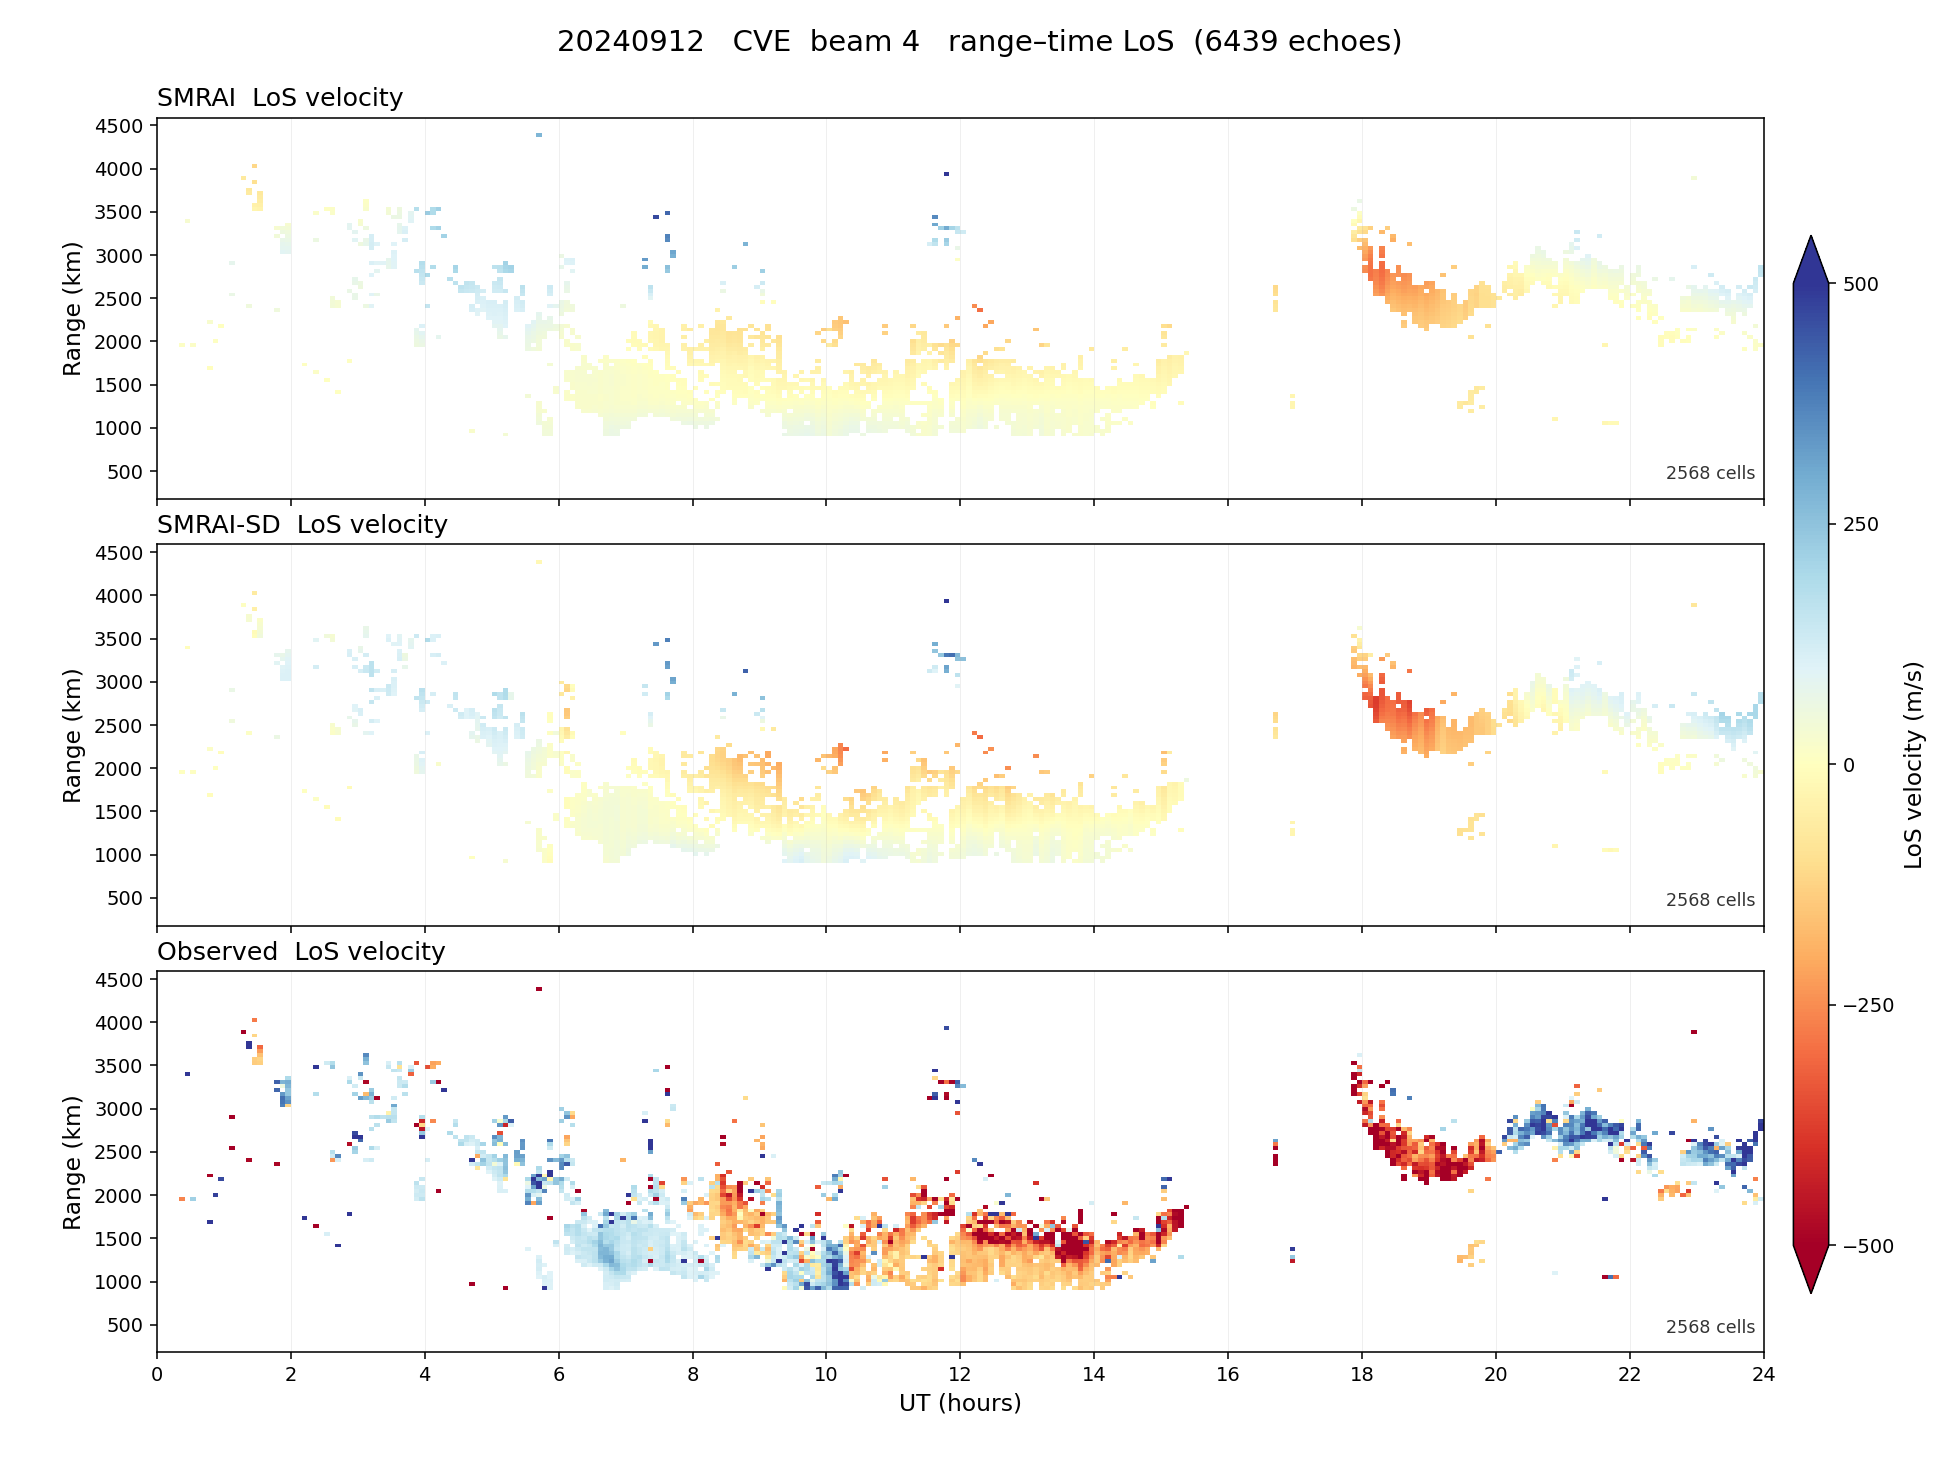 20240912   CVE  beam 4   range–time LoS  (6439 echoes)
SMRAI  LoS velocity
4500
4000
3500
3000
2500
2000
1500
1000
500
Range (km)
2568 cells
SMRAI-SD  LoS velocity
4500
4000
3500
3000
2500
2000
1500
1000
500
Range (km)
2568 cells
Observed  LoS velocity
4500
4000
3500
3000
2500
2000
1500
1000
500
Range (km)
2568 cells
0 2 4 6 8 10 12 14 16 18 20 22 24
UT (hours)
500
250
0
−250
−500
LoS velocity (m/s)